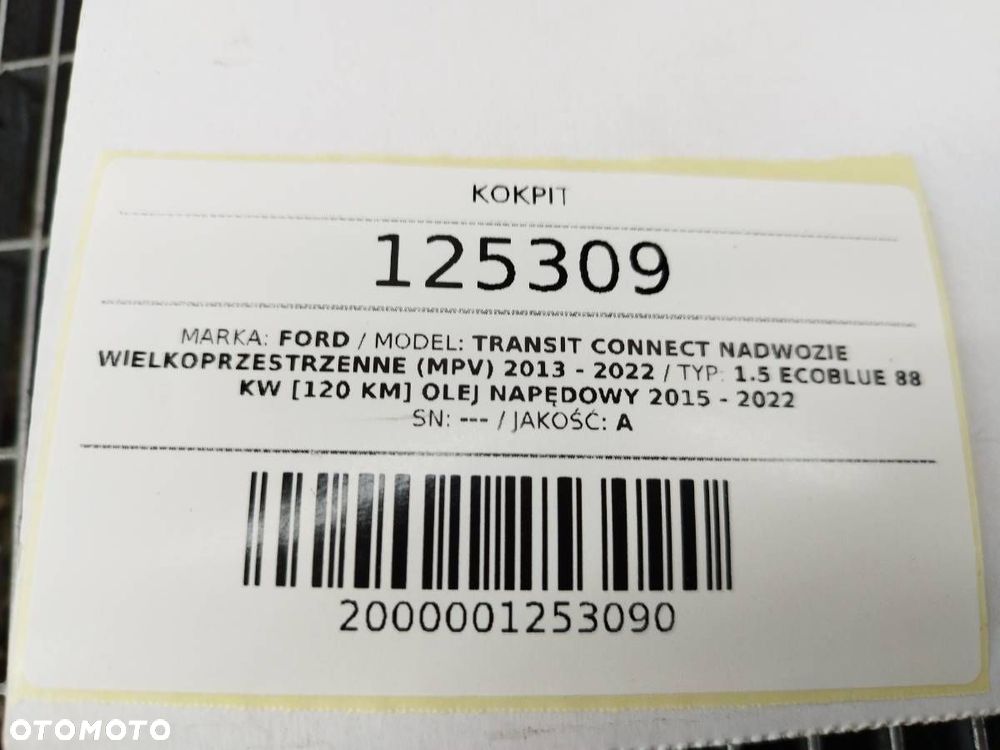 KOKPIT
125309
MARKA: FORD / MODEL: TRANSIT CONNECT NADWOZIE
WIELKOPRZESTRZENNE (MPV) 2013 - 2022 / TYP: 1.5 ECOBLUE 88
KW [120 KM] OLEJ NAPĘDOWY 2015 - 2022
SN: --- / JAKOŚĆ: A
2000001253090
OTOMOTO